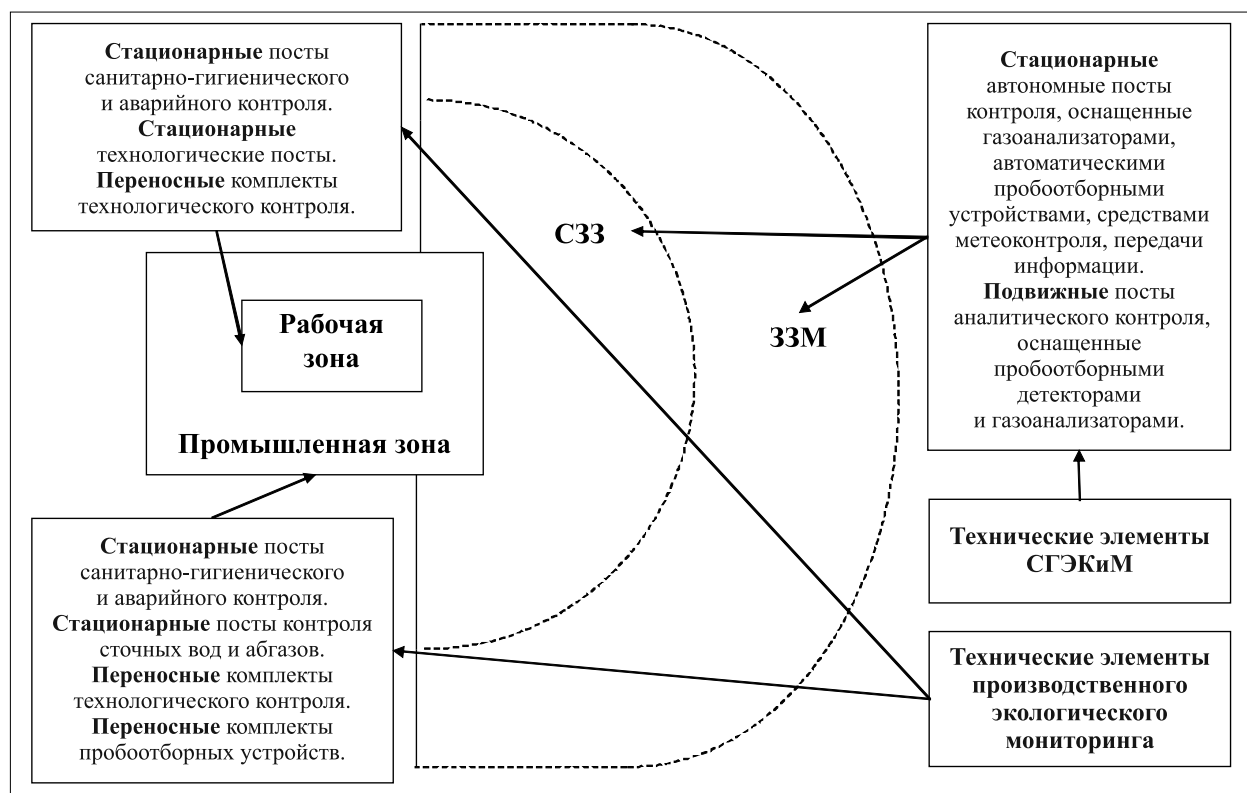 Стационарные посты
санитарно-гигиенического
и аварийного контроля.
Стационарные
технологические посты.
Переносные комплекты
технологического контроля.
Рабочая
зона
Промышленная зона
Стационарные посты
санитарно-гигиенического
и аварийного контроля.
Стационарные посты контроля
сточных вод и абгазов.
Переносные комплекты
технологического контроля.
Переносные комплекты
пробоотборных устройств.
СЗЗ
ЗЗМ
Стационарные
автономные посты
контроля, оснащенные
газоанализаторами,
автоматическими
пробоотборными
устройствами, средствами
метеоконтроля, передачи
информации.
Подвижные посты
аналитического контроля,
оснащенные
пробоотборными
детекторами
и газоанализаторами.
Технические элементы
СГЭКиМ
Технические элементы
производственного
экологического
мониторинга